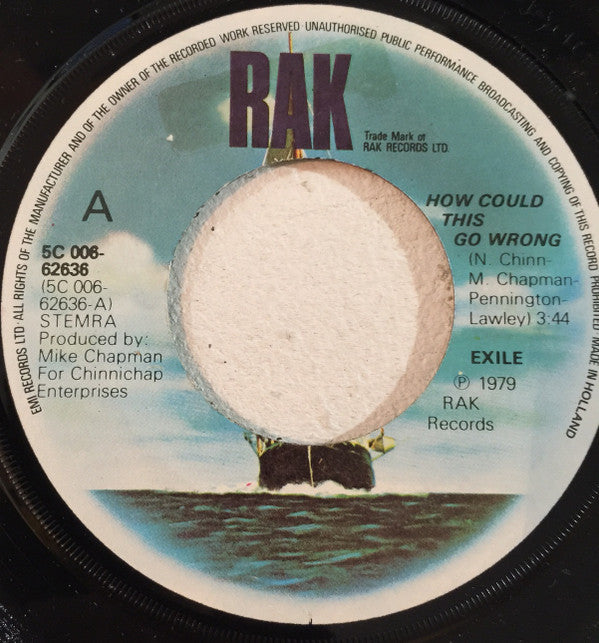 EMI RECORDS LTD·ALL RIGHTS OF THE MANUFACTURER AND OF THE OWNER OF THE RECORDED WORK RESERVED UNAUTHORISED PUBLIC PERFORMANCE BROADCASTING AND COPYING OF THIS RECORD PROHIBITED MADE IN HOLLAND
RAK
Trade Mark of
RAK RECORDS LTD.
A
5C 006-
62636
(5C 006-
62636-A)
STEMRA
Produced by:
Mike Chapman
For Chinnichap
Enterprises
HOW COULD
THIS
GO WRONG
(N. Chinn-
M. Chapman-
Pennington-
Lawley) 3:44
EXILE
℗ 1979
RAK
Records